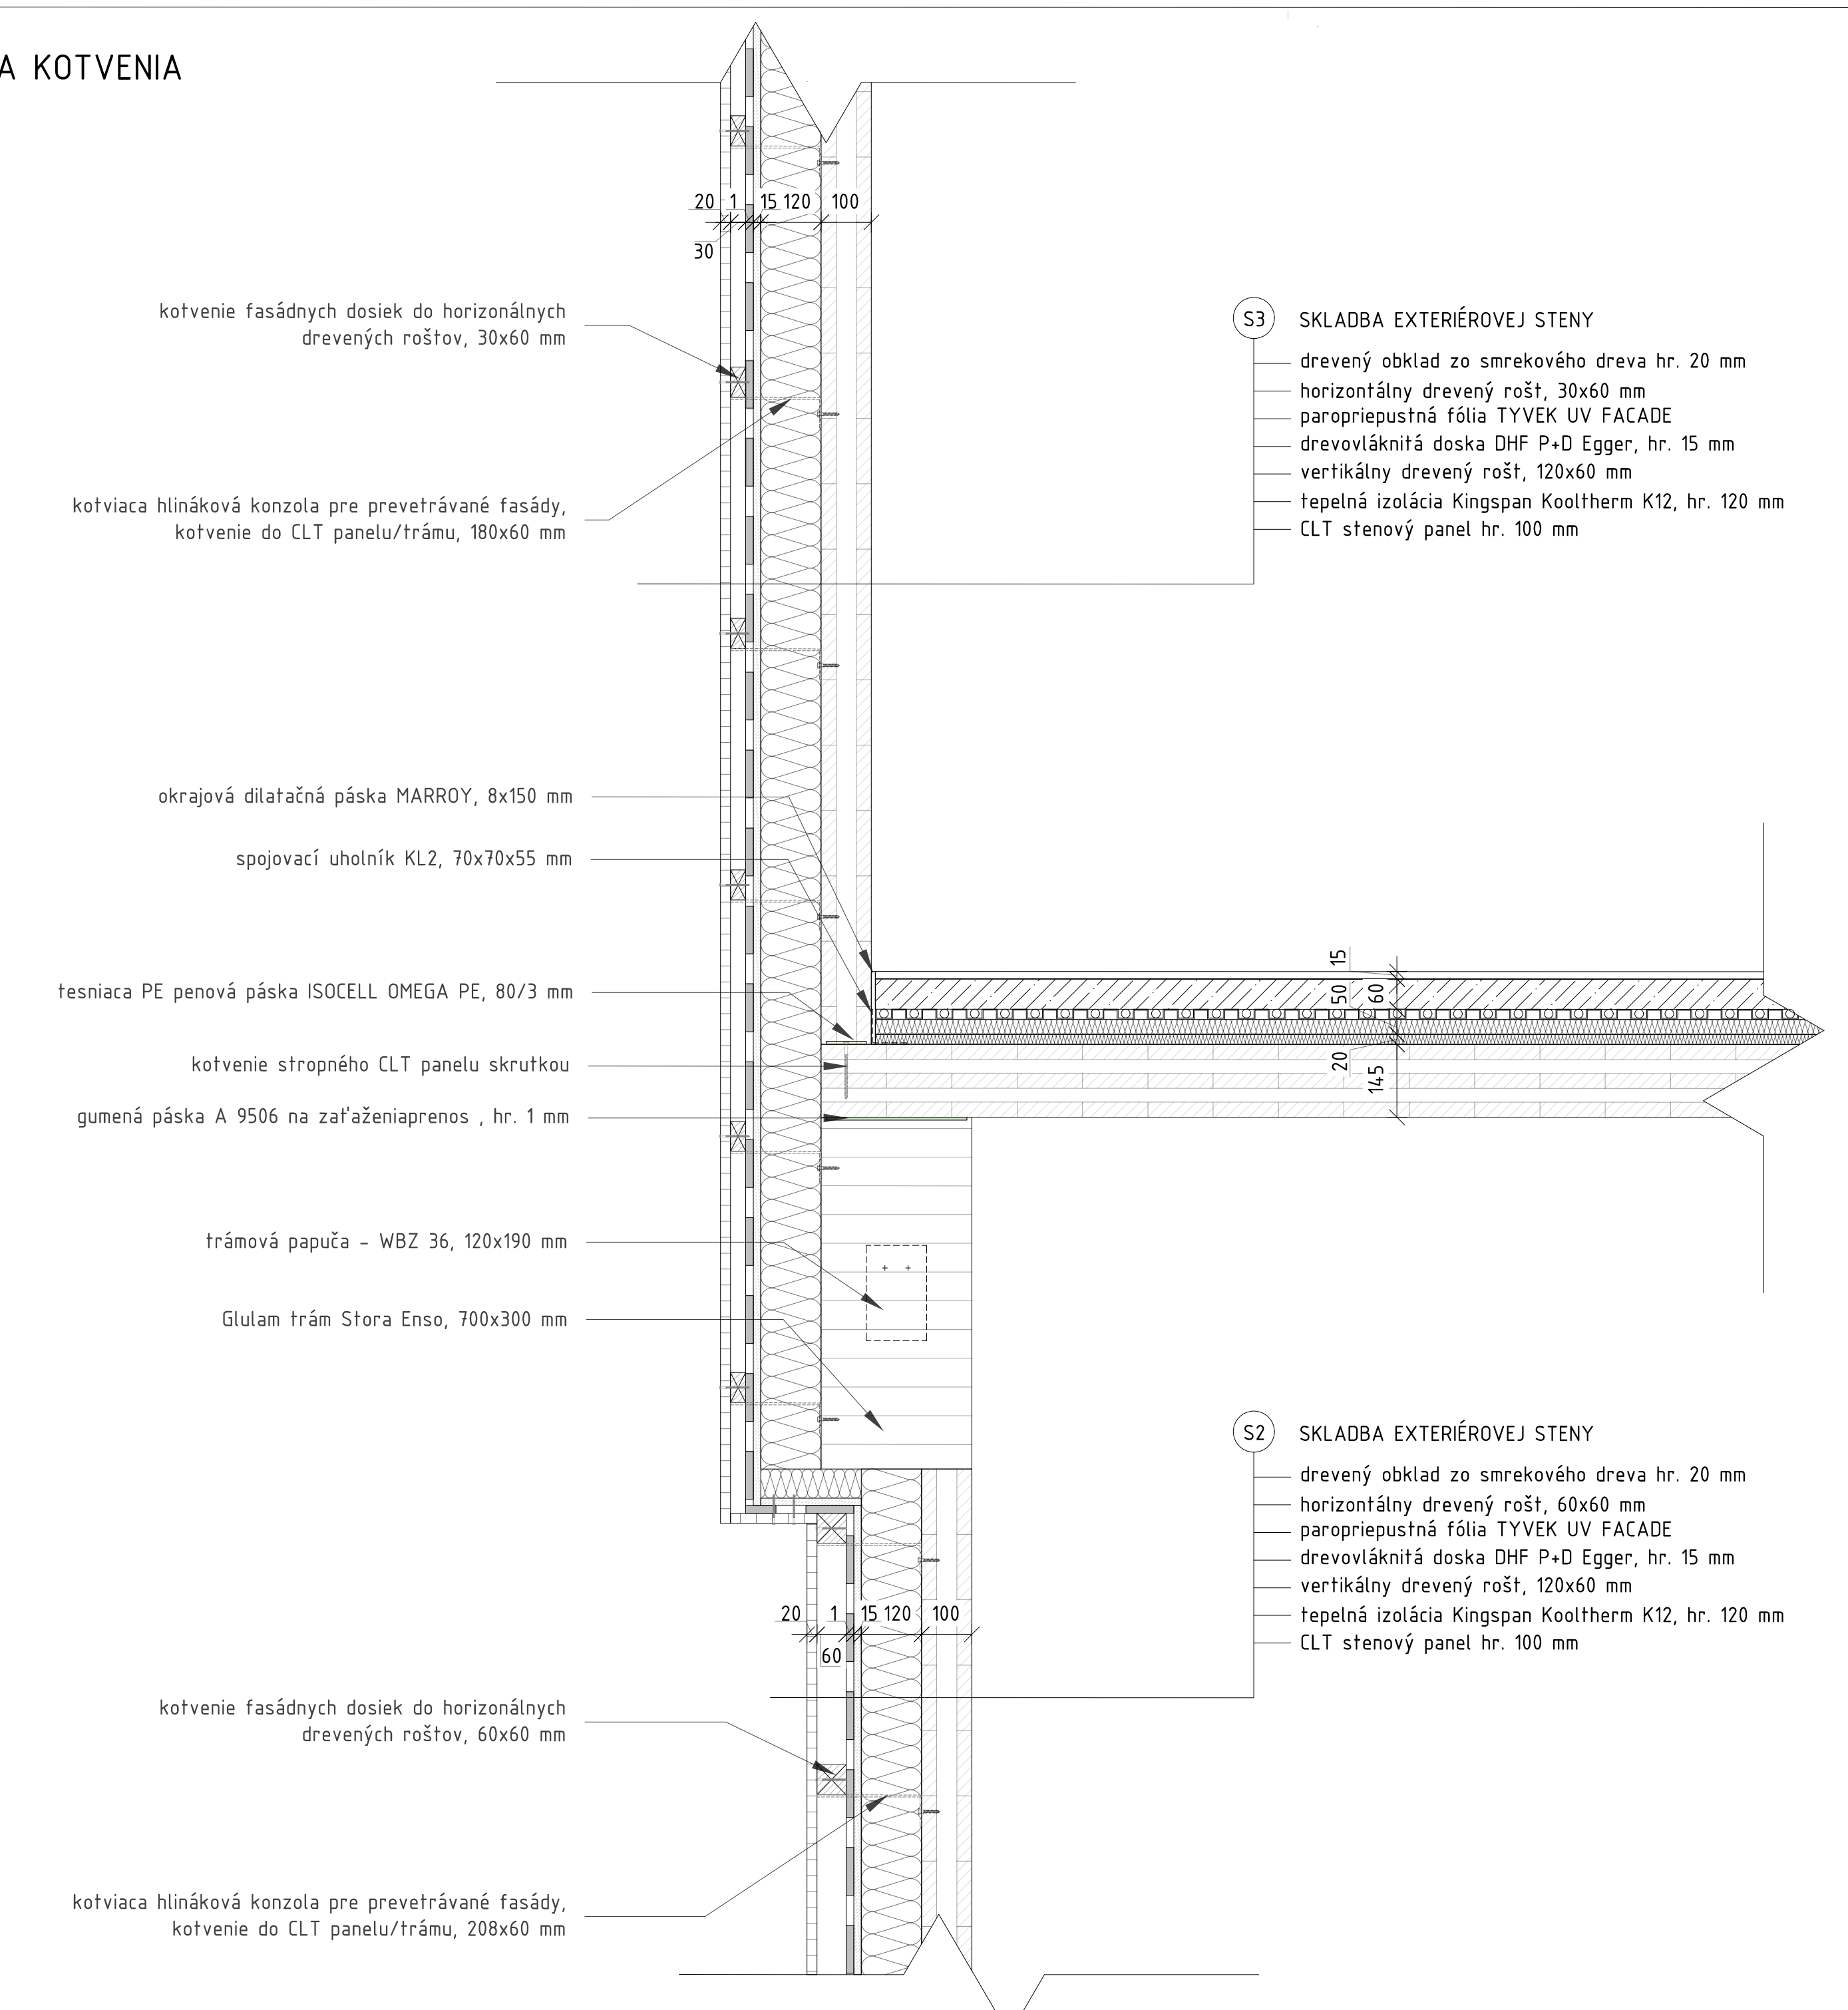 A KOTVENIA
20 1 15 120 100
30
kotvenie fasádnych dosiek do horizonálnych
drevených roštov, 30x60 mm
kotviaca hlináková konzola pre prevetrávané fasády,
kotvenie do CLT panelu/trámu, 180x60 mm
S3 SKLADBA EXTERIÉROVEJ STENY
drevený obklad zo smrekového dreva hr. 20 mm
horizontálny drevený rošt, 30x60 mm
paropriepustná fólia TYVEK UV FACADE
drevovláknitá doska DHF P+D Egger, hr. 15 mm
vertikálny drevený rošt, 120x60 mm
tepelná izolácia Kingspan Kooltherm K12, hr. 120 mm
CLT stenový panel hr. 100 mm
okrajová dilatačná páska MARROY, 8x150 mm
spojovací uholník KL2, 70x70x55 mm
tesniaca PE penová páska ISOCELL OMEGA PE, 80/3 mm
kotvenie stropného CLT panelu skrutkou
gumená páska A 9506 na zaťaženiaprenos , hr. 1 mm
trámová papuča - WBZ 36, 120x190 mm
Glulam trám Stora Enso, 700x300 mm
15
50 60
20 145
S2 SKLADBA EXTERIÉROVEJ STENY
drevený obklad zo smrekového dreva hr. 20 mm
horizontálny drevený rošt, 60x60 mm
paropriepustná fólia TYVEK UV FACADE
drevovláknitá doska DHF P+D Egger, hr. 15 mm
vertikálny drevený rošt, 120x60 mm
tepelná izolácia Kingspan Kooltherm K12, hr. 120 mm
CLT stenový panel hr. 100 mm
20 1 15 120 100
60
kotvenie fasádnych dosiek do horizonálnych
drevených roštov, 60x60 mm
kotviaca hlináková konzola pre prevetrávané fasády,
kotvenie do CLT panelu/trámu, 208x60 mm